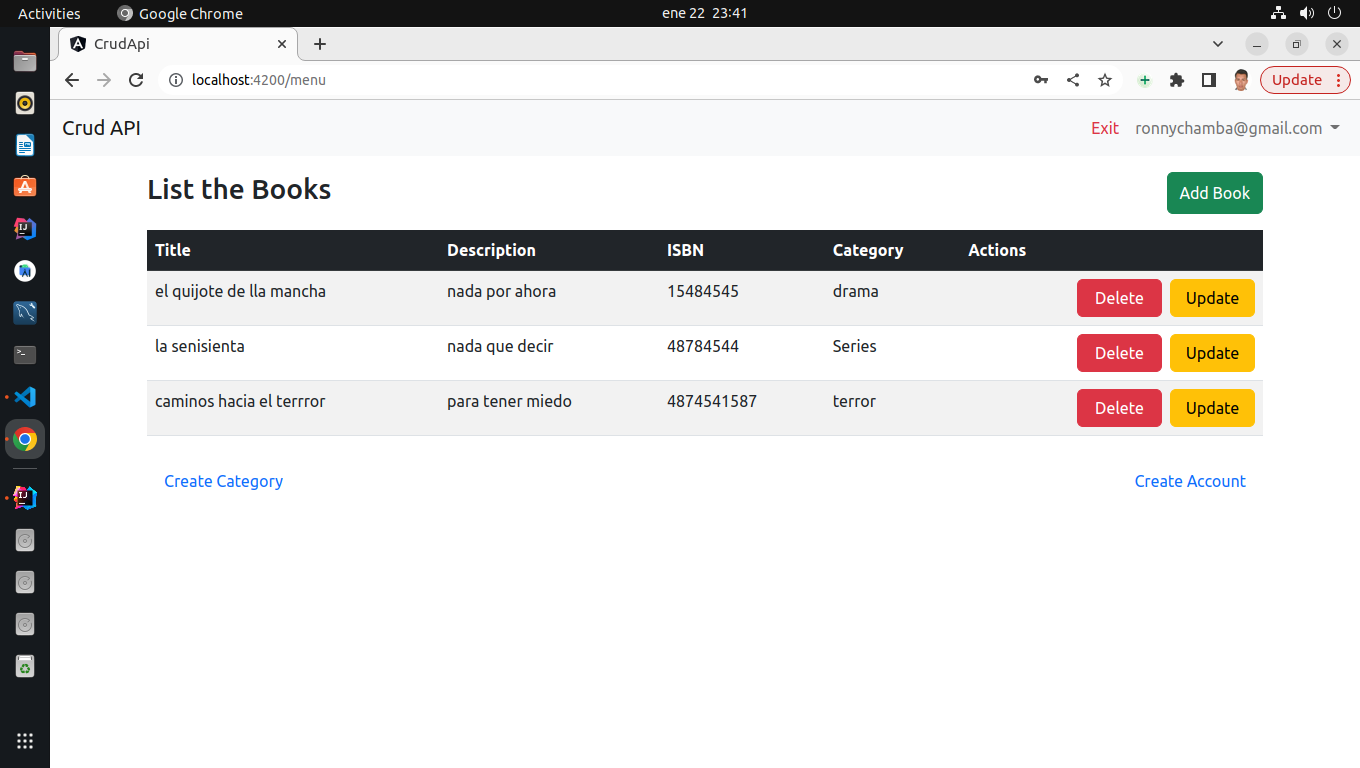 Activities Google Chrome ene 22 23:41
CrudApi
localhost:4200/menu Update
Crud API Exit ronnychamba@gmail.com
List the Books Add Book
Title Description ISBN Category Actions
el quijote de lla mancha nada por ahora 15484545 drama Delete Update
la senisienta nada que decir 48784544 Series Delete Update
caminos hacia el terrror para tener miedo 4874541587 terror Delete Update
Create Category Create Account